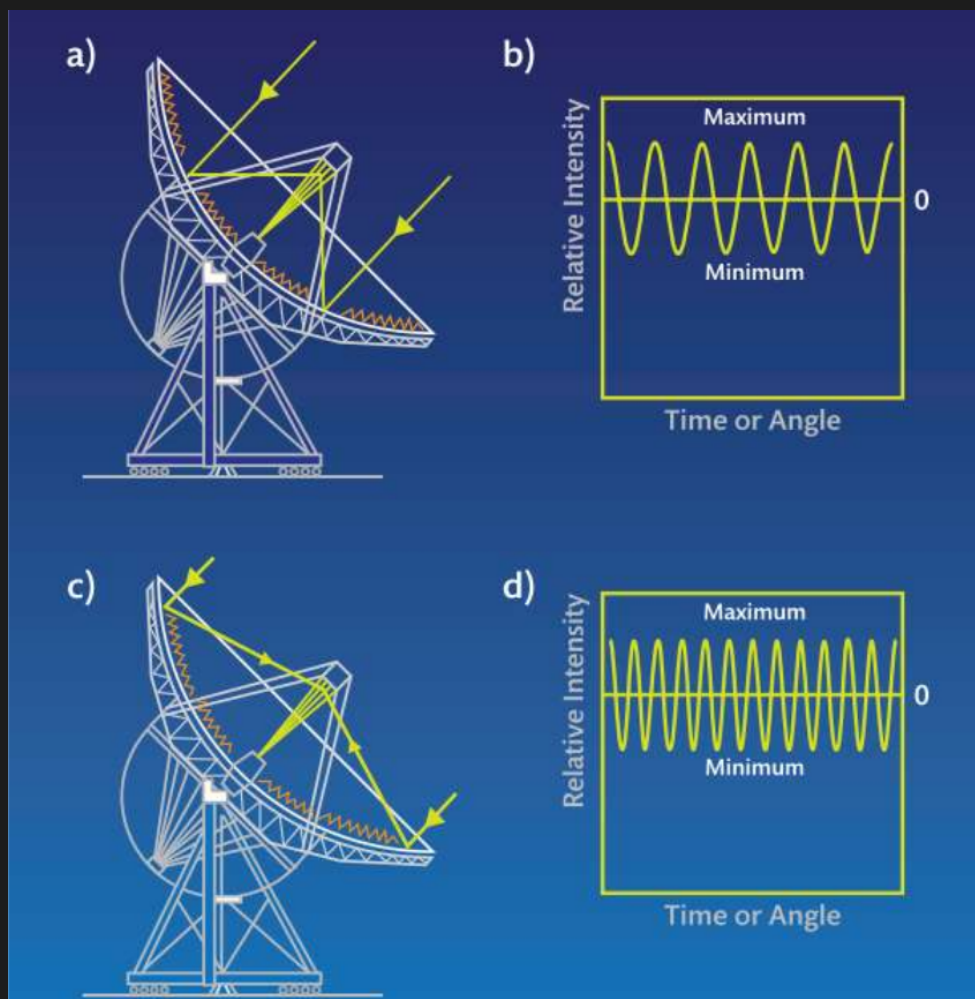 a)
b)
Relative Intensity
Maximum
0
Minimum
Time or Angle
c)
d)
Relative Intensity
Maximum
0
Minimum
Time or Angle